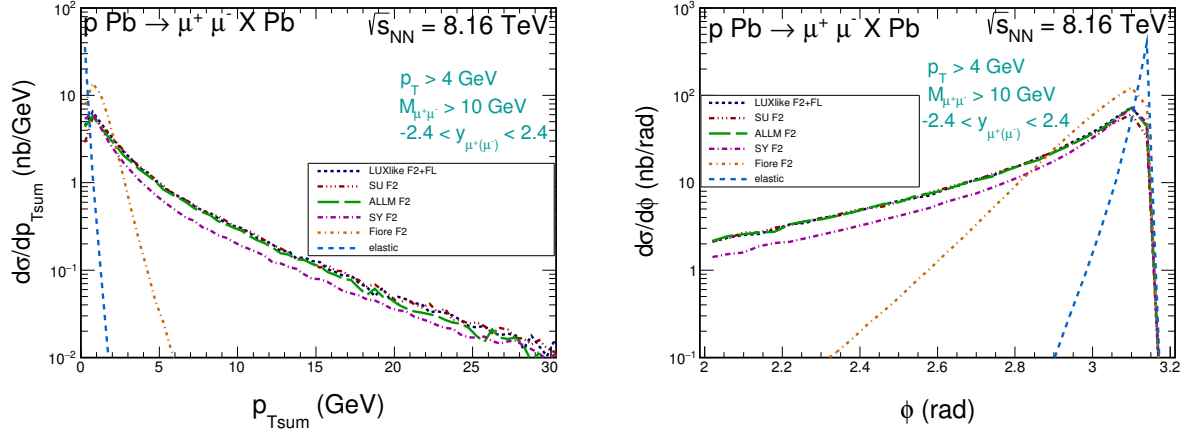 p Pb → μ⁺ μ⁻ X Pb
√s_NN = 8.16 TeV
p_T > 4 GeV
M_μ⁺μ⁻ > 10 GeV
-2.4 < y_μ⁺(μ⁻) < 2.4
LUXlike F2+FL
SU F2
ALLM F2
SY F2
Fiore F2
elastic
dσ/dp_Tsum (nb/GeV)
10²
10
1
10⁻¹
10⁻²
0 5 10 15 20 25 30
p_Tsum (GeV)
p Pb → μ⁺ μ⁻ X Pb
√s_NN = 8.16 TeV
p_T > 4 GeV
M_μ⁺μ⁻ > 10 GeV
-2.4 < y_μ⁺(μ⁻) < 2.4
LUXlike F2+FL
SU F2
ALLM F2
SY F2
Fiore F2
elastic
dσ/dϕ (nb/rad)
10³
10²
10
1
10⁻¹
2 2.2 2.4 2.6 2.8 3 3.2
ϕ (rad)